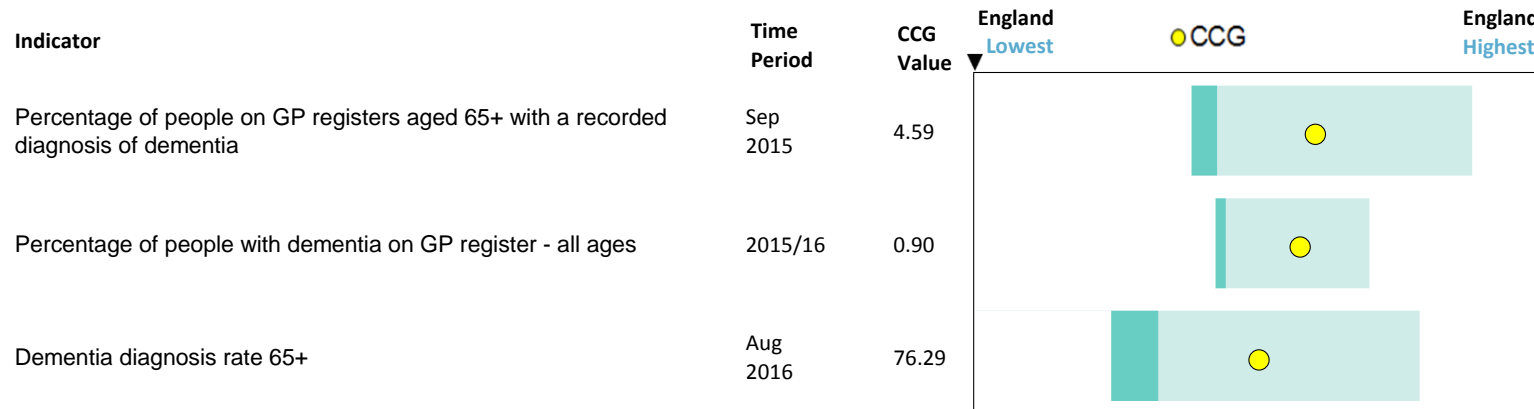 Indicator
Time
Period
CCG
Value
England
Lowest
CCG
England
Highest
Percentage of people on GP registers aged 65+ with a recorded
diagnosis of dementia
Sep
2015
4.59
Percentage of people with dementia on GP register - all ages
2015/16
0.90
Dementia diagnosis rate 65+
Aug
2016
76.29